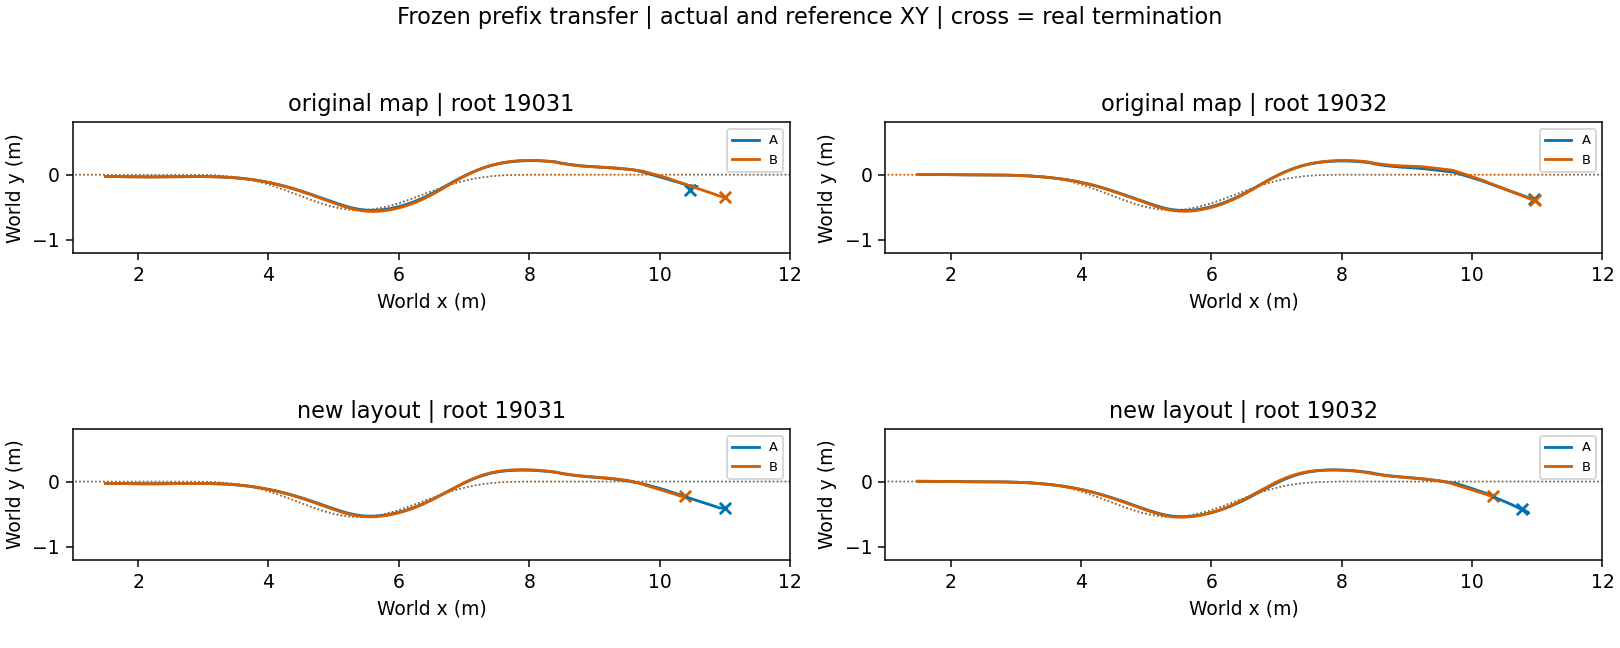 Frozen prefix transfer | actual and reference XY | cross = real termination
original map | root 19031
World y (m)
0
−1
A
B
2 4 6 8 10 12
World x (m)
original map | root 19032
World y (m)
0
−1
A
B
2 4 6 8 10 12
World x (m)
new layout | root 19031
World y (m)
0
−1
A
B
2 4 6 8 10 12
World x (m)
new layout | root 19032
World y (m)
0
−1
A
B
2 4 6 8 10 12
World x (m)